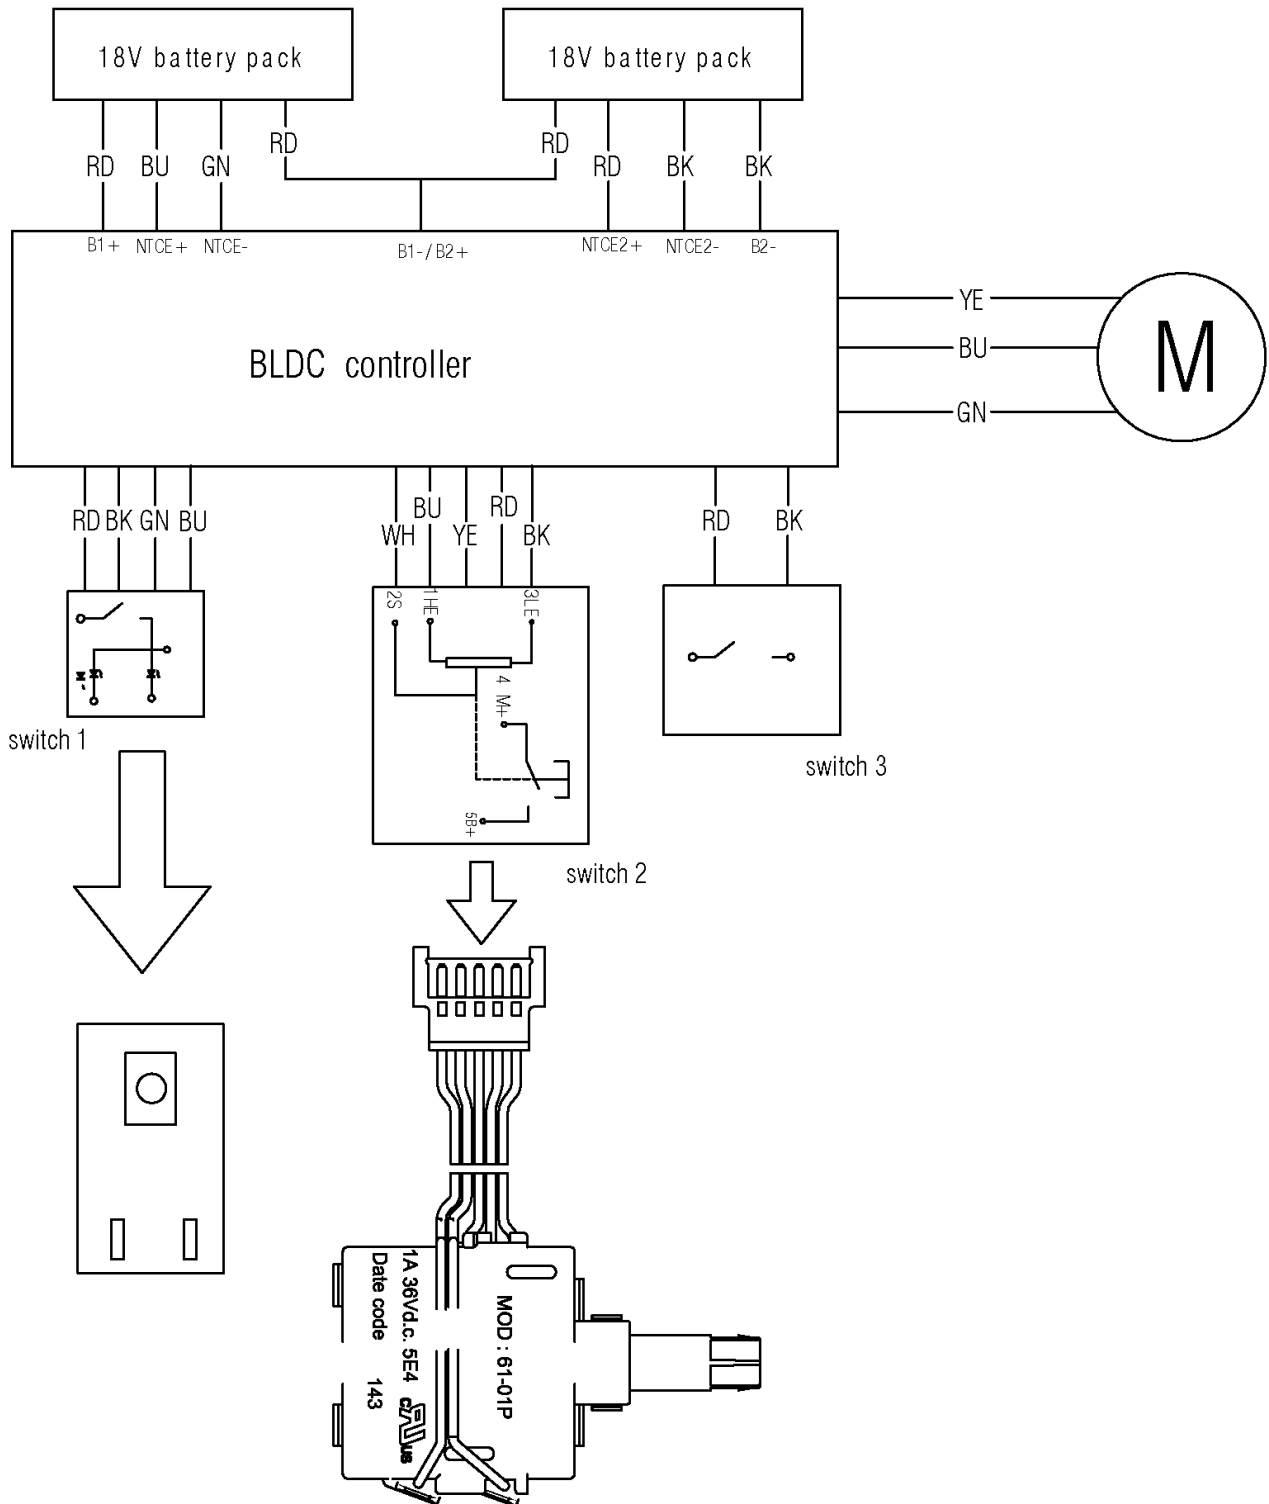 18V battery pack
18V battery pack
RD
RD
RD
BU
GN
RD
BK
BK
B1+
NTCE+
NTCE-
B1-/B2+
NTCE2+
NTCE2-
B2-
YE
BU
GN
BLDC controller
M
RD
BK
GN
BU
WH
BU
YE
RD
BK
RD
BK
2S
1HE
3LE
4 M+
5B+
switch 1
switch 2
switch 3
1A 36Vd.c. 5E4
Date code 143
c UL us
MOD : 61-01P